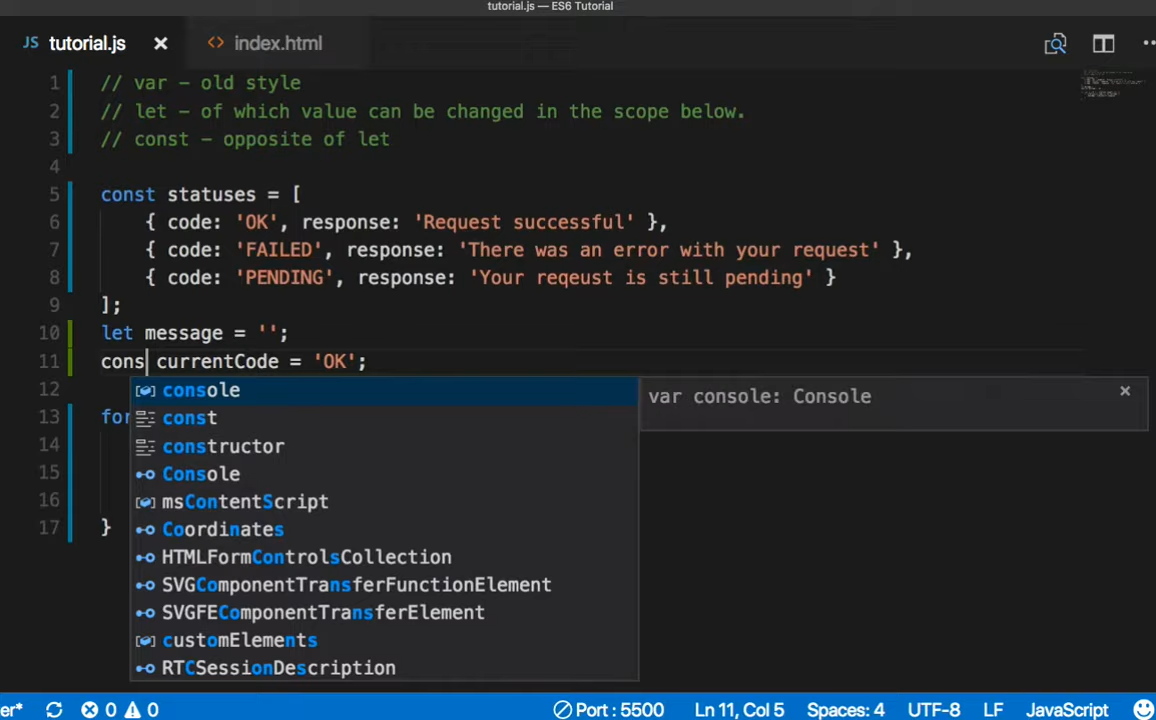 tutorial.js — ES6 Tutorial
JS tutorial.js × <> index.html
1 // var - old style
2 // let - of which value can be changed in the scope below.
3 // const - opposite of let
4
5 const statuses = [
6 { code: 'OK', response: 'Request successful' },
7 { code: 'FAILED', response: 'There was an error with your request' },
8 { code: 'PENDING', response: 'Your reqeust is still pending' }
9 ];
10 let message = '';
11 cons currentCode = 'OK';
12 console var console: Console ×
13 for const
14 constructor
15 Console
16 msContentScript
17 } Coordinates
HTMLFormControlsCollection
SVGComponentTransferFunctionElement
SVGFEComponentTransferElement
customElements
RTCSessionDescription
er* 0 0 Port : 5500 Ln 11, Col 5 Spaces: 4 UTF-8 LF JavaScript